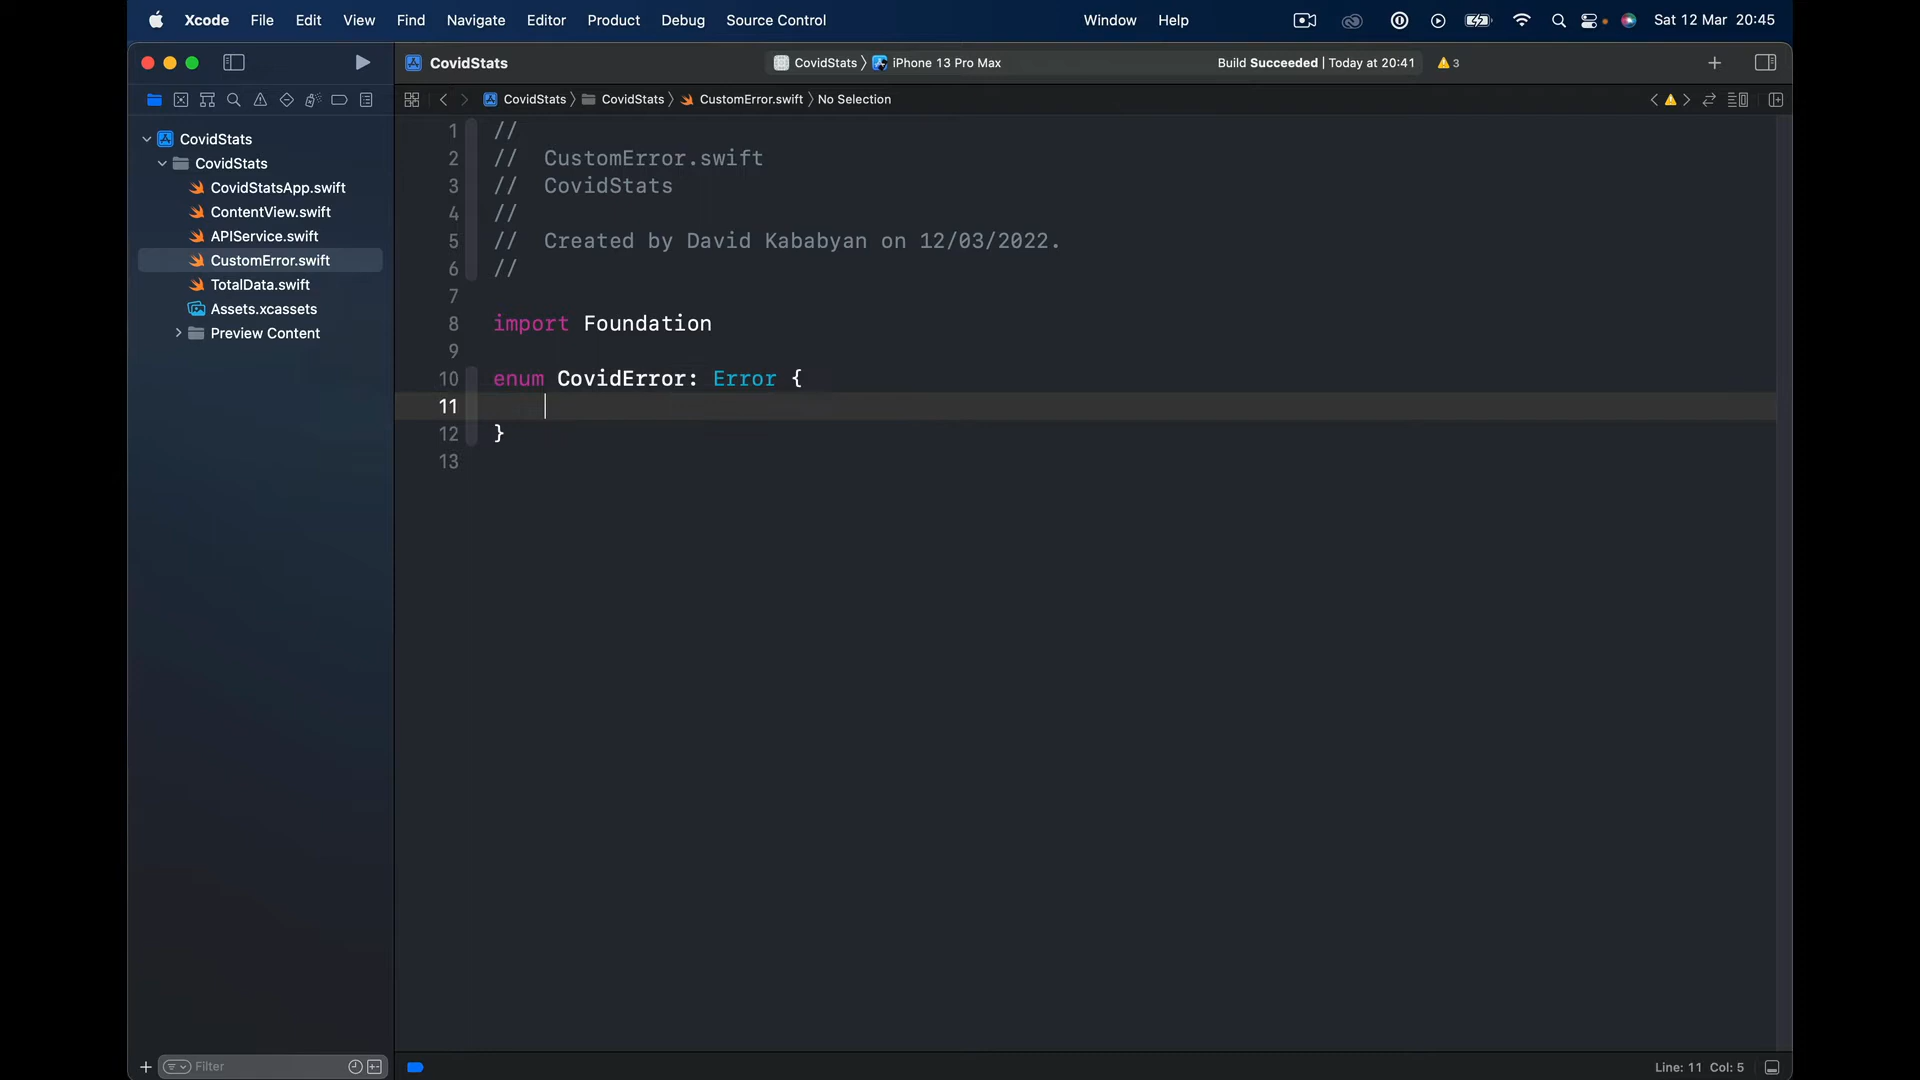 Xcode File Edit View Find Navigate Editor Product Debug Source Control Window Help Sat 12 Mar 20:45
CovidStats CovidStats iPhone 13 Pro Max Build Succeeded | Today at 20:41 3
CovidStats CovidStats CustomError.swift No Selection
CovidStats
CovidStats
CovidStatsApp.swift
ContentView.swift
APIService.swift
CustomError.swift
TotalData.swift
Assets.xcassets
Preview Content
1 //
2 // CustomError.swift
3 // CovidStats
4 //
5 // Created by David Kababyan on 12/03/2022.
6 //
7
8 import Foundation
9
10 enum CovidError: Error {
11
12 }
13
Filter
Line: 11 Col: 5